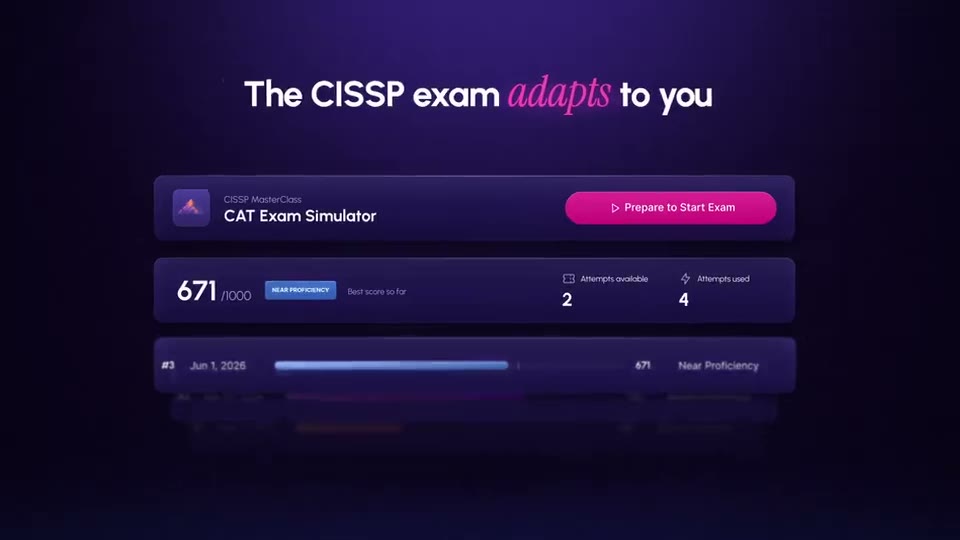 The CISSP exam adapts to you
CISSP MasterClass
CAT Exam Simulator
Prepare to Start Exam
671 /1000
NEAR PROFICIENCY
Best score so far
Attempts available
2
Attempts used
4
#3 Jun 1, 2026 671 Near Proficiency